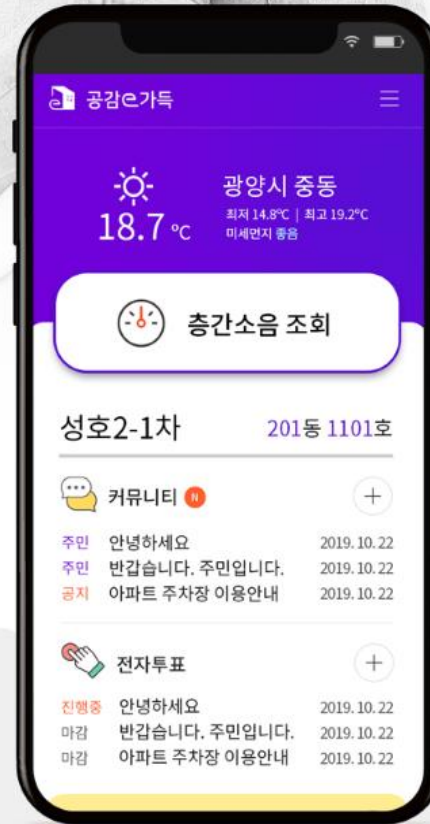 공감e가득
18.7 ℃
광양시 중동
최저 14.8℃ | 최고 19.2℃
미세먼지 좋음
층간소음 조회
성호2-1차 201동 1101호
커뮤니티 N
주민 안녕하세요 2019. 10. 22
주민 반갑습니다. 주민입니다. 2019. 10. 22
공지 아파트 주차장 이용안내 2019. 10. 22
전자투표
진행중 안녕하세요 2019. 10. 22
마감 반갑습니다. 주민입니다. 2019. 10. 22
마감 아파트 주차장 이용안내 2019. 10. 22